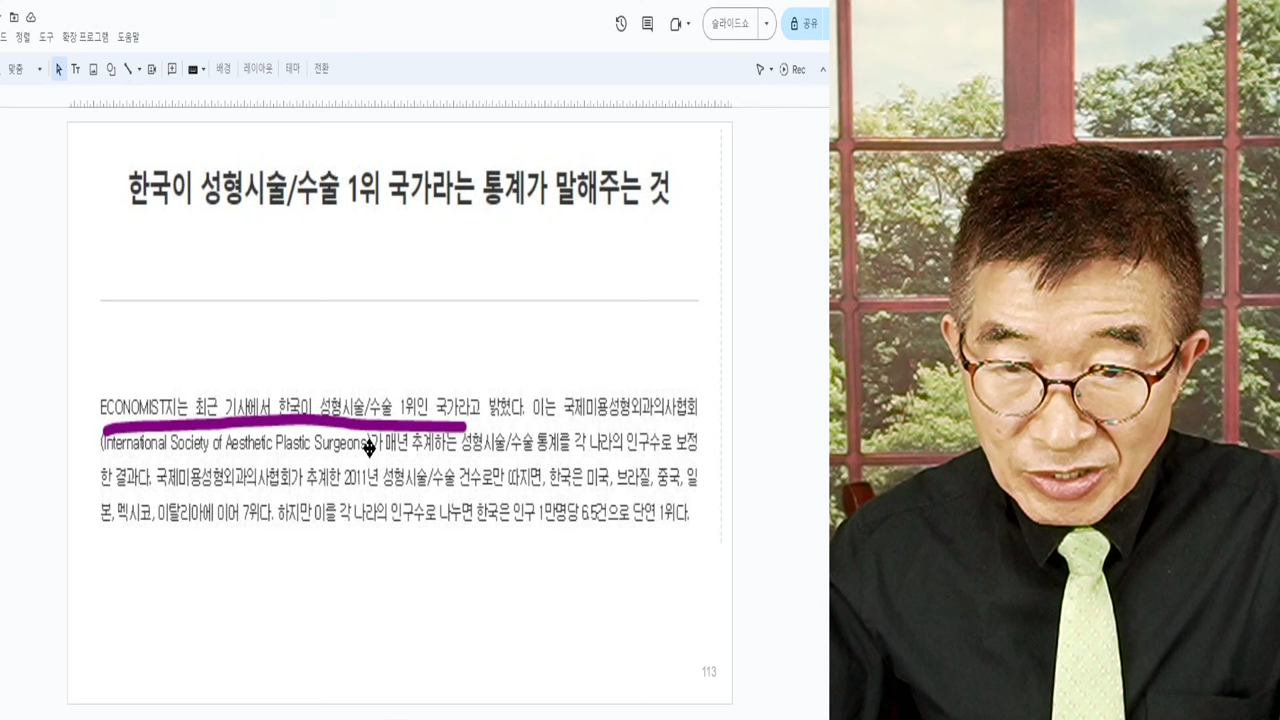 드 정렬 도구 확장 프로그램 도움말
슬라이드쇼
공유
맞춤
배경 레이아웃 테마 전환
Rec
한국이 성형시술/수술 1위 국가라는 통계가 말해주는 것
ECONOMIST지는 최근 기사에서 한국이 성형시술/수술 1위인 국가라고 밝혔다. 이는 국제미용성형외과의사협회
(International Society of Aesthetic Plastic Surgeons)가 매년 추계하는 성형시술/수술 통계를 각 나라의 인구수로 보정
한 결과다. 국제미용성형외과의사협회가 추계한 2011년 성형시술/수술 건수로만 따지면, 한국은 미국, 브라질, 중국, 일
본, 멕시코, 이탈리아에 이어 7위다. 하지만 이를 각 나라의 인구수로 나누면 한국은 인구 1만명당 6.5건으로 단연 1위다.
113